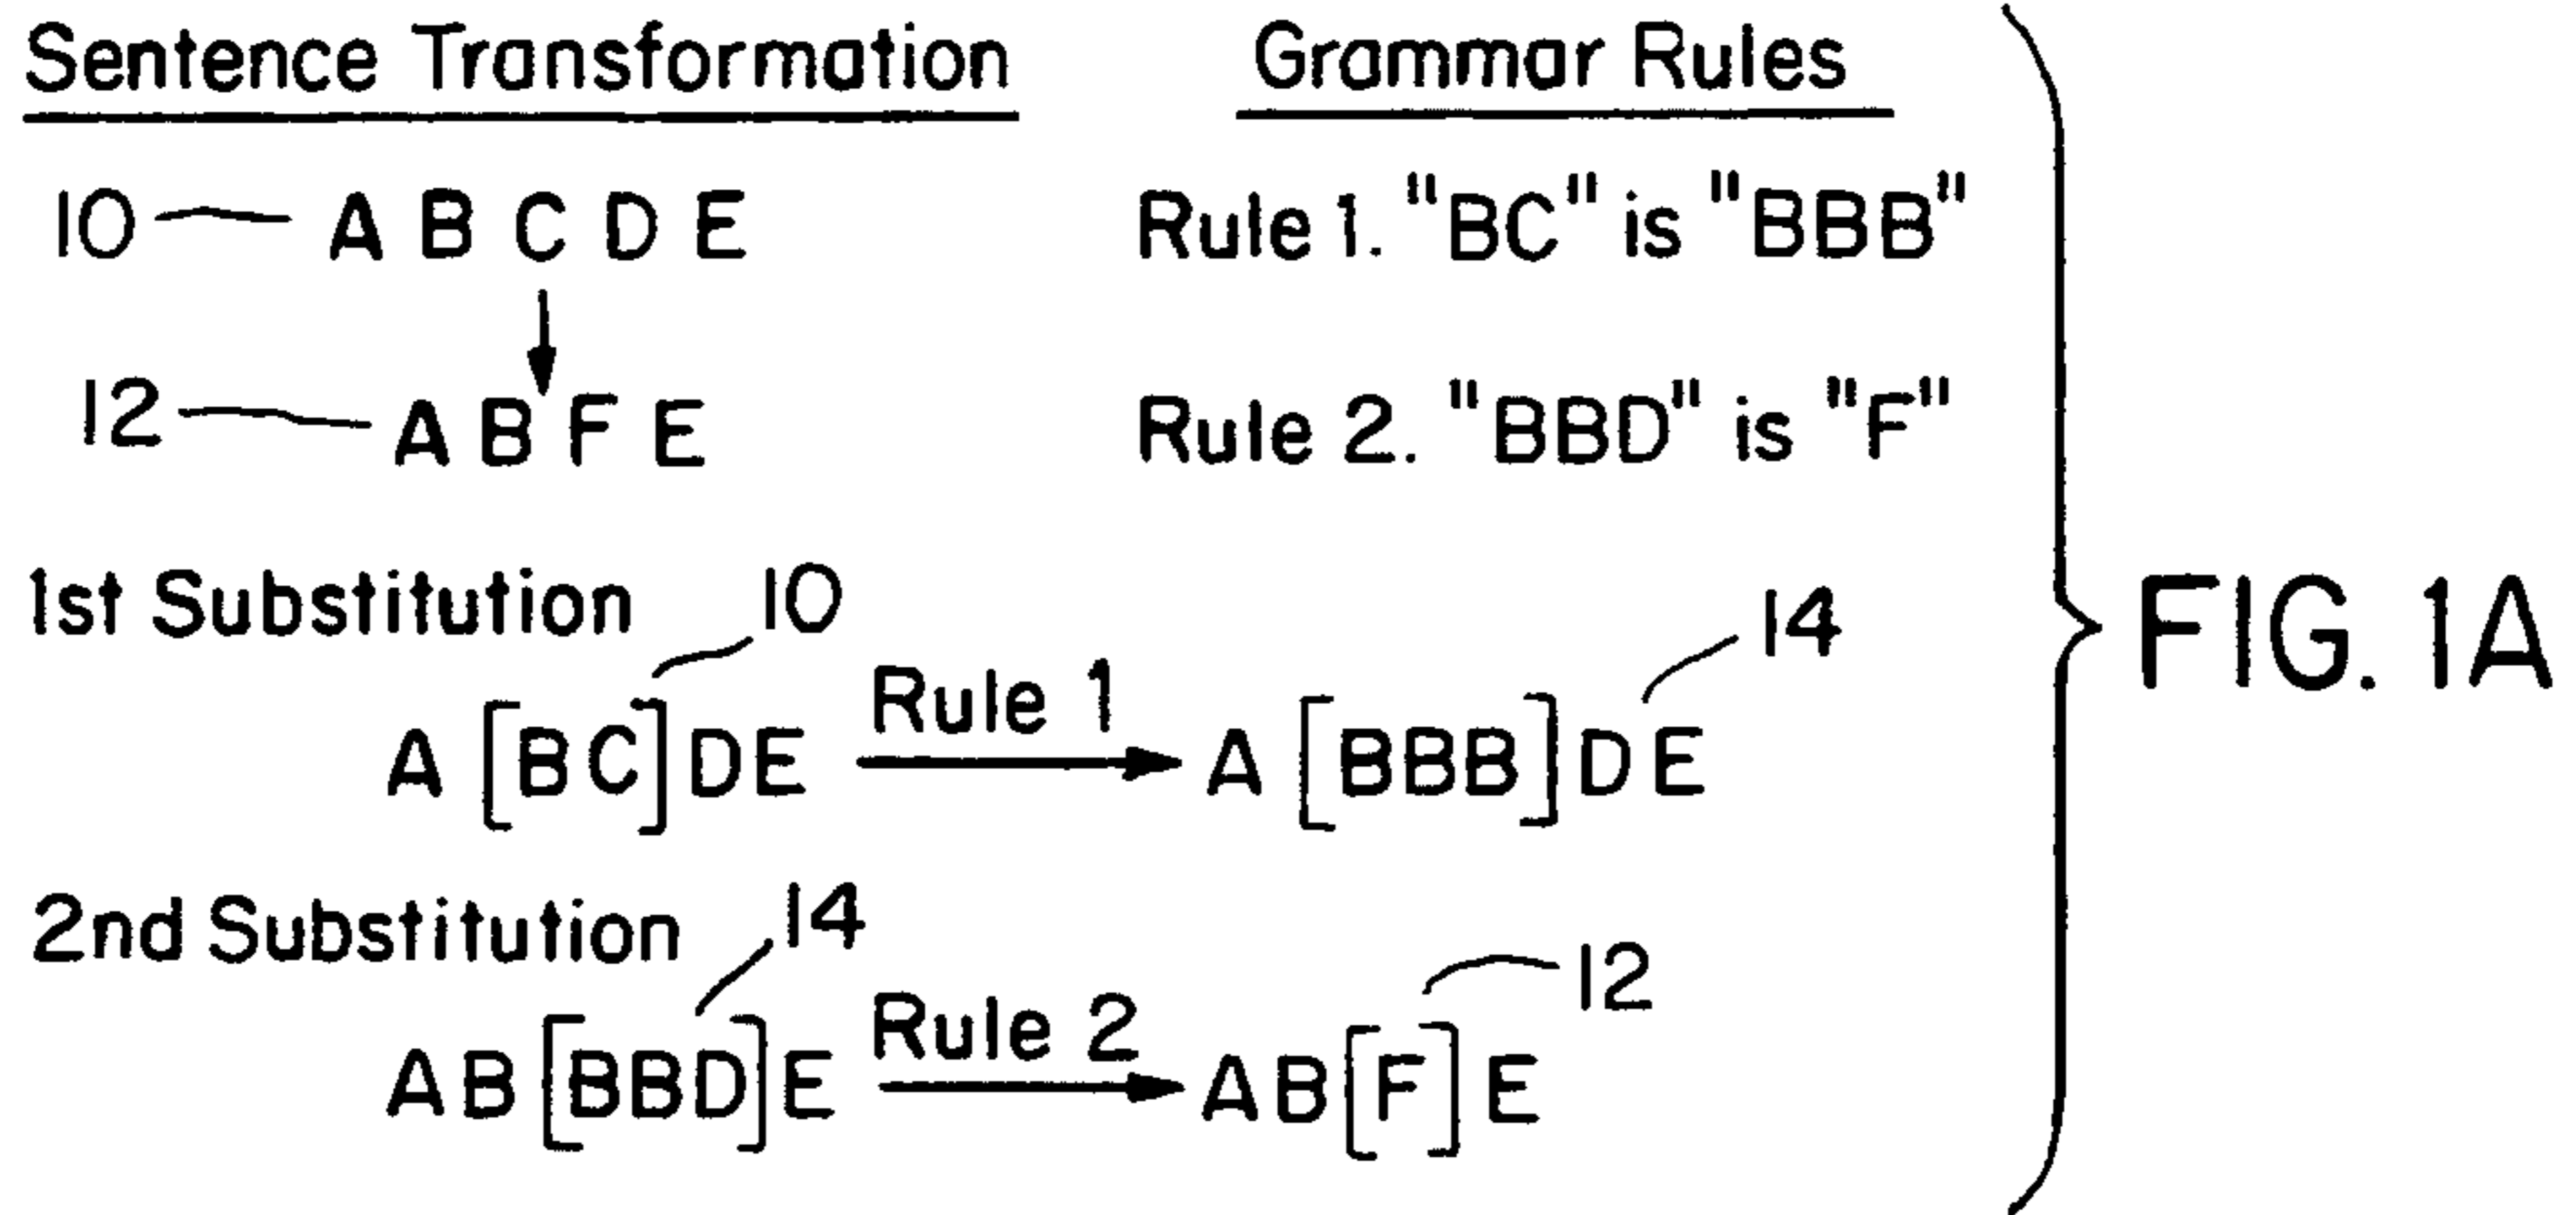 Sentence Transformation Grammar Rules
10 A B C D E Rule 1. "BC" is "BBB"
12 A B F E Rule 2. "BBD" is "F"
1st Substitution 10 14
A [BC] DE Rule 1 A [BBB] DE
2nd Substitution 14 12
AB [BBD] E Rule 2 AB [F] E
FIG. 1A